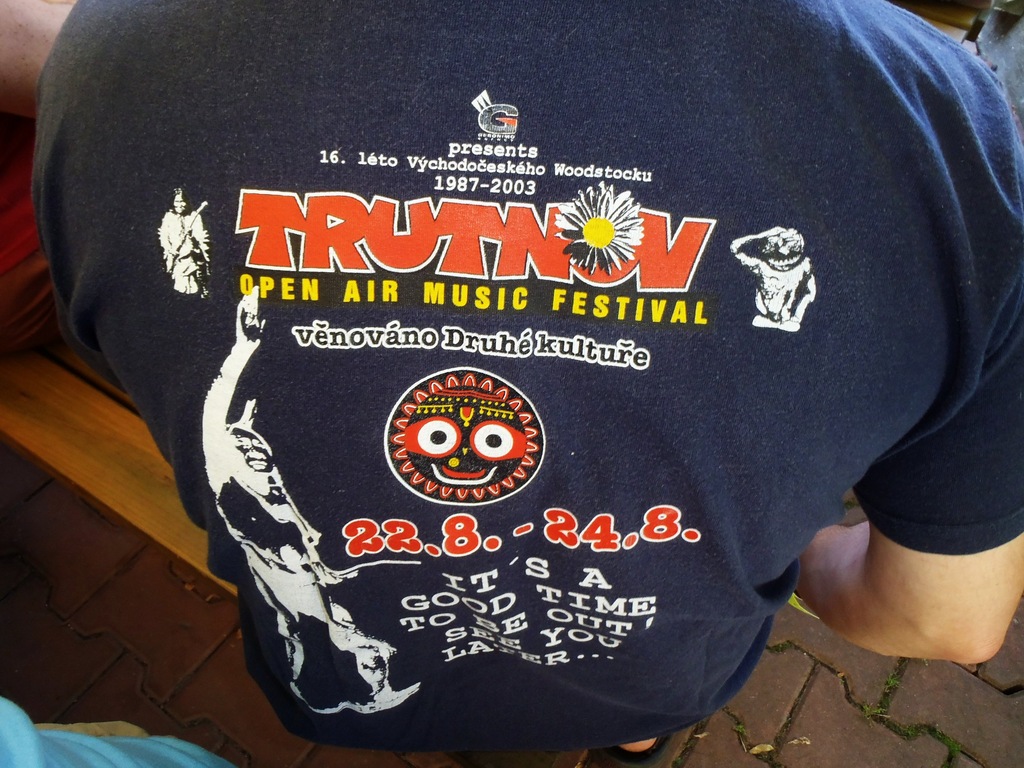 G
presents
16. léto Východočeského Woodstocku
1987-2003
TRUTNOV
OPEN AIR MUSIC FESTIVAL
věnováno Druhé kultuře
22.8. - 24.8.
IT´S A
GOOD TIME
TO BE OUT'
SEE YOU
LATER...